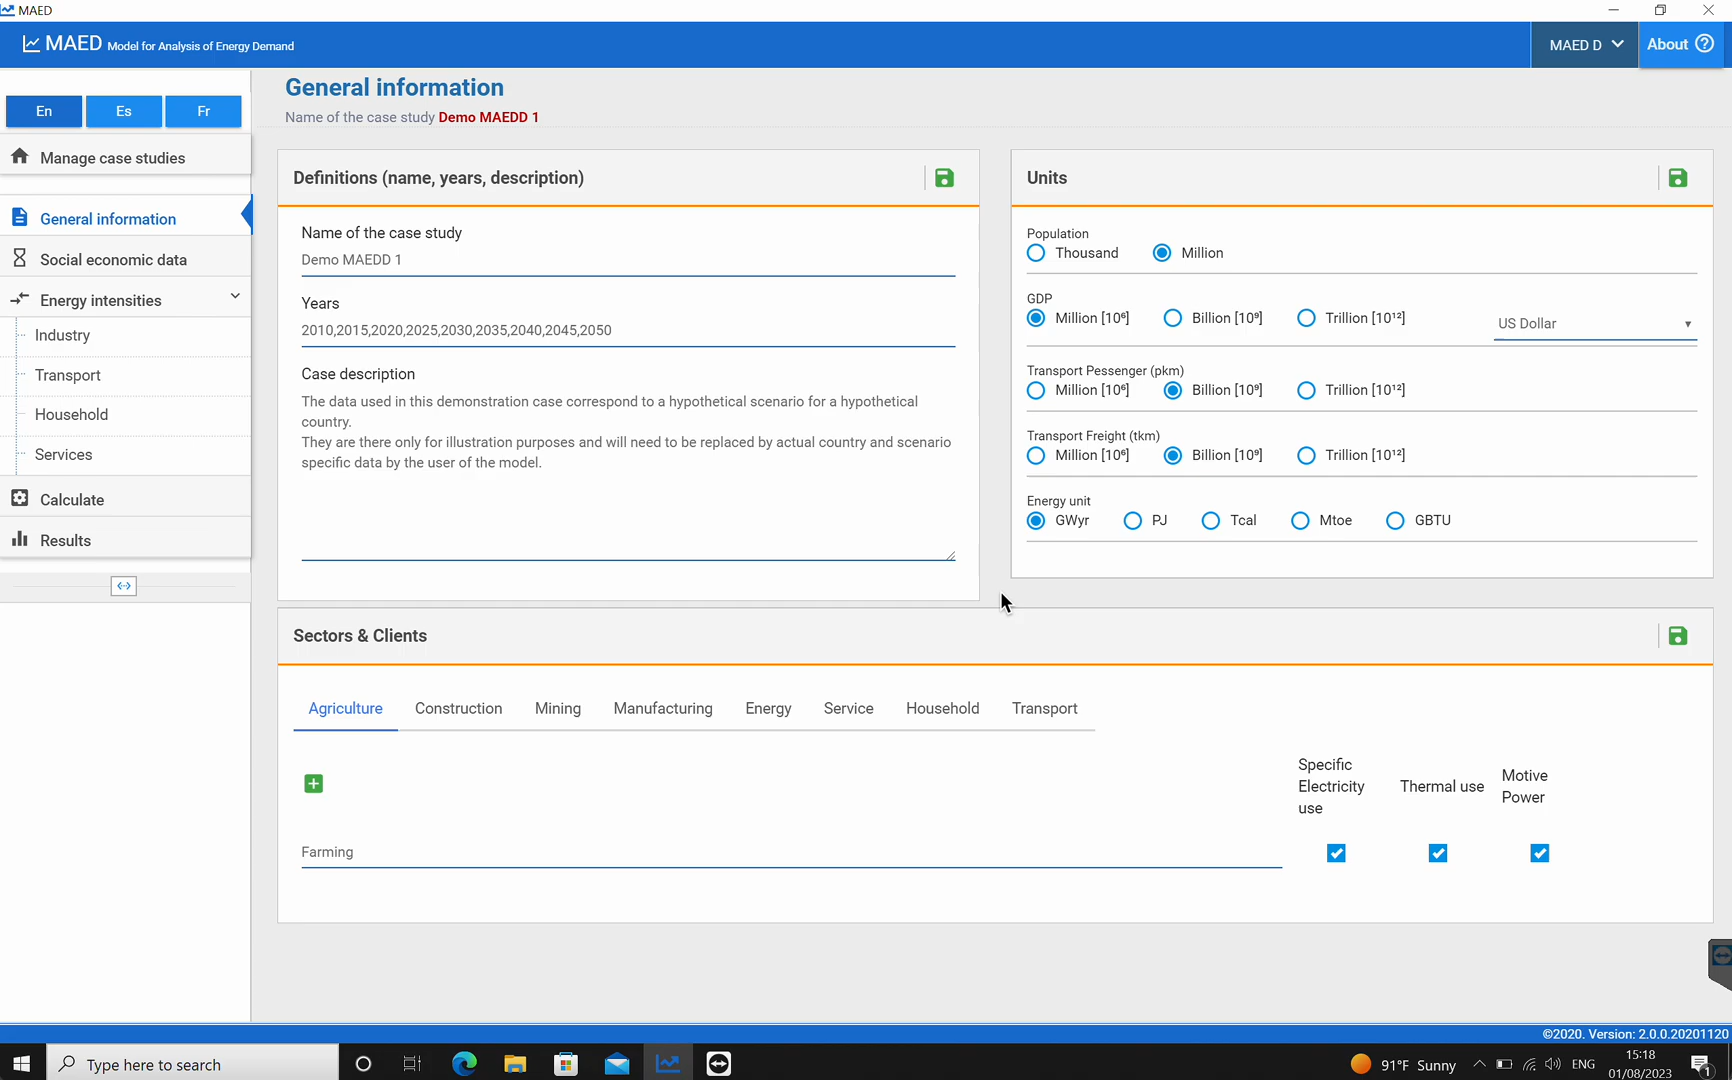 MAED
MAED Model for Analysis of Energy Demand
MAED D
About
En Es Fr
Manage case studies
General information
Social economic data
Energy intensities
Industry
Transport
Household
Services
Calculate
Results
General information
Name of the case study Demo MAEDD 1
Definitions (name, years, description)
Name of the case study
Demo MAEDD 1
Years
2010,2015,2020,2025,2030,2035,2040,2045,2050
Case description
The data used in this demonstration case correspond to a hypothetical scenario for a hypothetical
country.
They are there only for illustration purposes and will need to be replaced by actual country and scenario
specific data by the user of the model.
Units
Population
Thousand Million
GDP
Million [10⁶] Billion [10⁹] Trillion [10¹²] US Dollar
Transport Pessenger (pkm)
Million [10⁶] Billion [10⁹] Trillion [10¹²]
Transport Freight (tkm)
Million [10⁶] Billion [10⁹] Trillion [10¹²]
Energy unit
GWyr PJ Tcal Mtoe GBTU
Sectors & Clients
Agriculture Construction Mining Manufacturing Energy Service Household Transport
Specific
Electricity
use
Thermal use
Motive
Power
Farming
©2020. Version: 2.0.0.20201120
Type here to search
91°F Sunny
ENG
15:18
01/08/2023
1